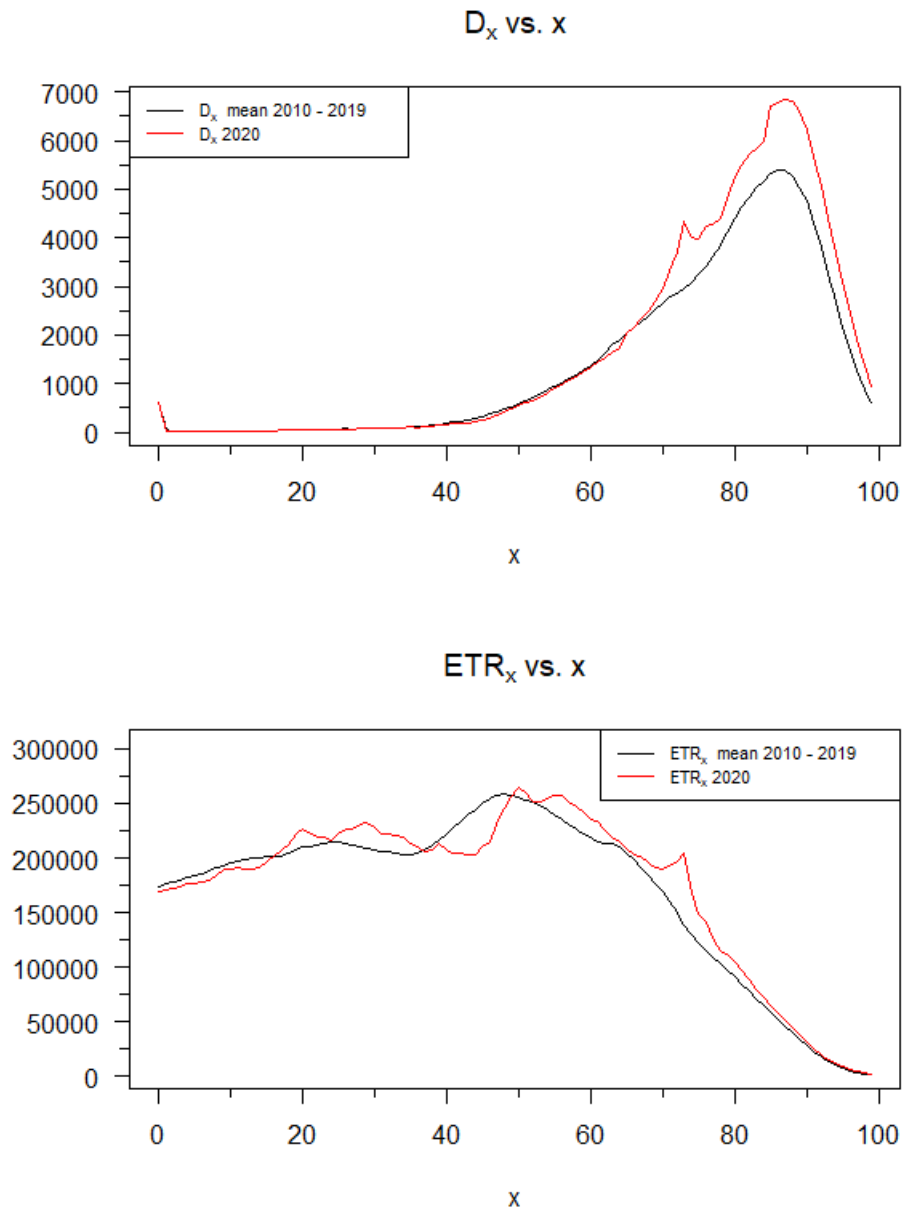 Dₓ vs. x
Dₓ mean 2010 - 2019
Dₓ 2020
7000
6000
5000
4000
3000
2000
1000
0
0 20 40 60 80 100
x
ETRₓ vs. x
ETRₓ mean 2010 - 2019
ETRₓ 2020
300000
250000
200000
150000
100000
50000
0
0 20 40 60 80 100
x